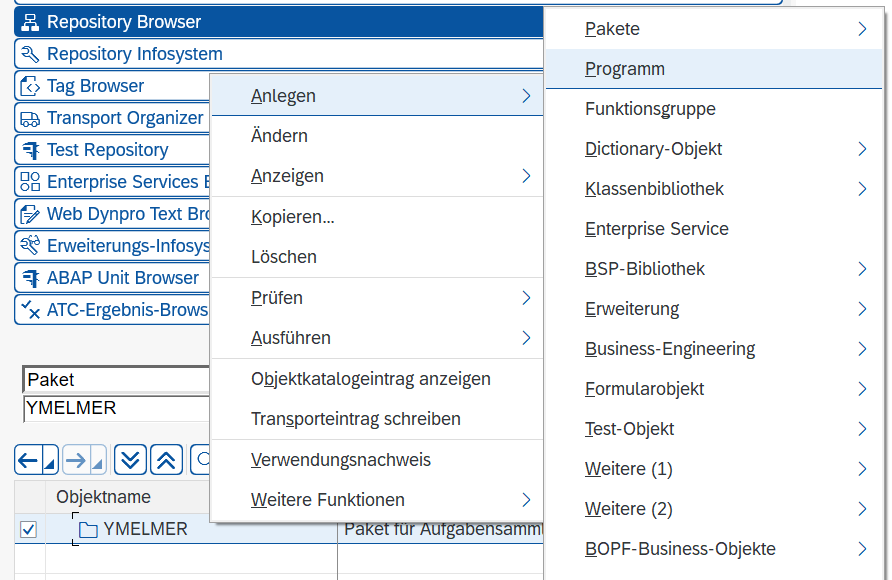 Repository Browser
Repository Infosystem
Tag Browser
Transport Organizer
Test Repository
Enterprise Services
Web Dynpro Text
Erweiterungs-Infosys
ABAP Unit Browser
ATC-Ergebnis-Brows
Paket
YMELMER
Objektname
YMELMER
Paket für Aufgabensamml
Anlegen
Ändern
Anzeigen
Kopieren...
Löschen
Prüfen
Ausführen
Objektkatalogeintrag anzeigen
Transporteintrag schreiben
Verwendungsnachweis
Weitere Funktionen
Pakete
Programm
Funktionsgruppe
Dictionary-Objekt
Klassenbibliothek
Enterprise Service
BSP-Bibliothek
Erweiterung
Business-Engineering
Formularobjekt
Test-Objekt
Weitere (1)
Weitere (2)
BOPF-Business-Objekte